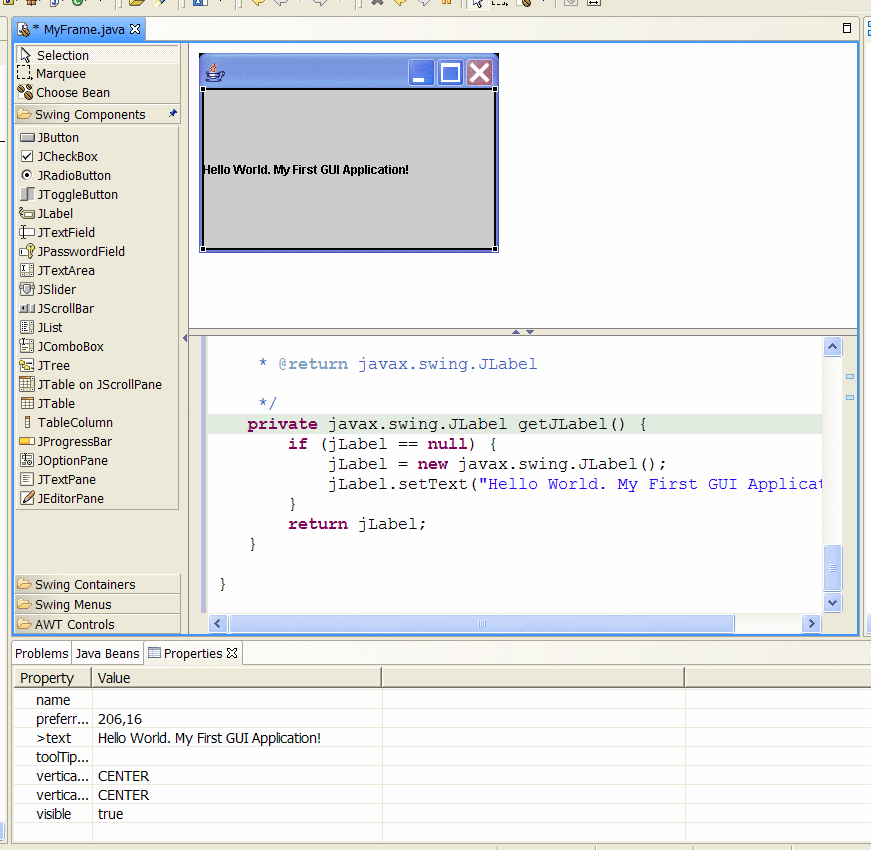 * MyFrame.java
Selection
Marquee
Choose Bean
Swing Components
JButton
JCheckBox
JRadioButton
JToggleButton
JLabel
JTextField
JPasswordField
JTextArea
JSlider
JScrollBar
JList
JComboBox
JTree
JTable on JScrollPane
JTable
TableColumn
JProgressBar
JOptionPane
JTextPane
JEditorPane
Swing Containers
Swing Menus
AWT Controls
Hello World. My First GUI Application!
* @return javax.swing.JLabel
*/
private javax.swing.JLabel getJLabel() {
if (jLabel == null) {
jLabel = new javax.swing.JLabel();
jLabel.setText("Hello World. My First GUI Applicat
}
return jLabel;
}
}
Problems Java Beans Properties
Property Value
name
preferr... 206,16
>text Hello World. My First GUI Application!
toolTip...
vertica... CENTER
vertica... CENTER
visible true